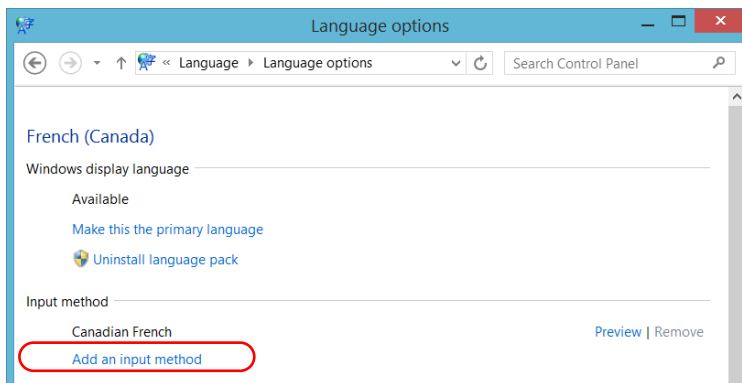 Language options
« Language Language options Search Control Panel
French (Canada)
Windows display language
Available
Make this the primary language
Uninstall language pack
Input method
Canadian French Preview | Remove
Add an input method